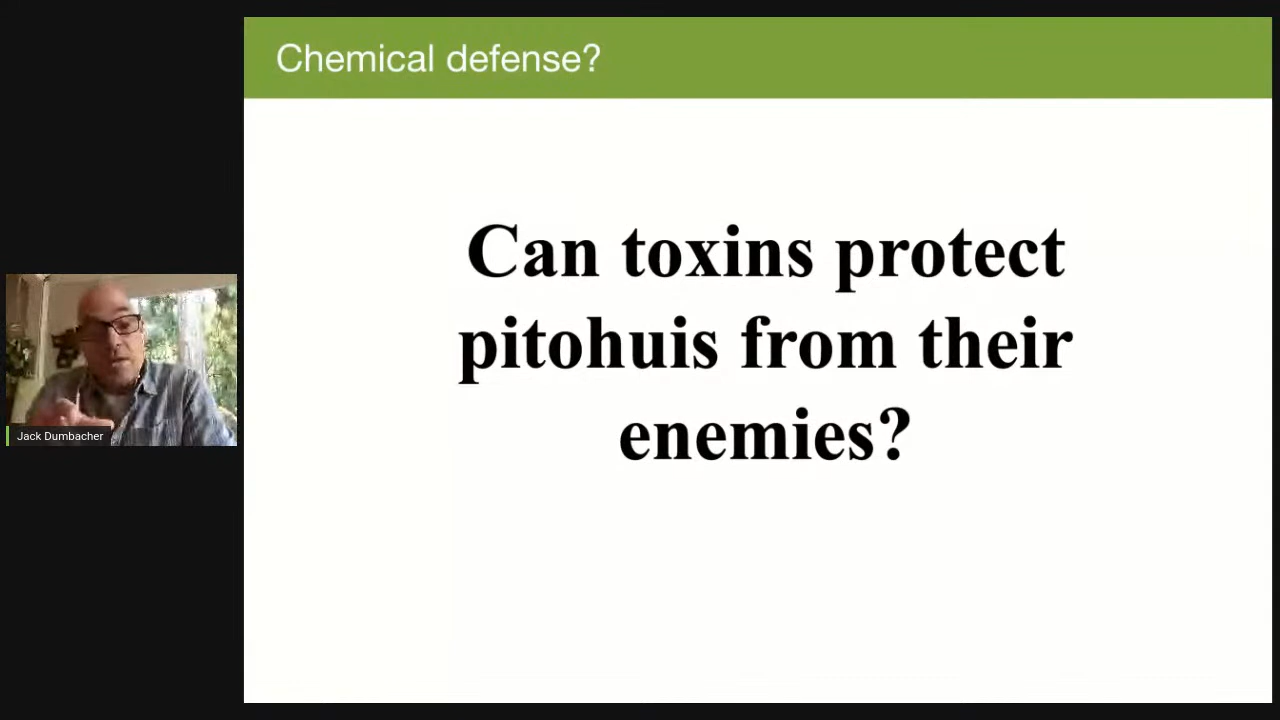 Chemical defense?
Can toxins protect
pitohuis from their
enemies?
Jack Dumbacher